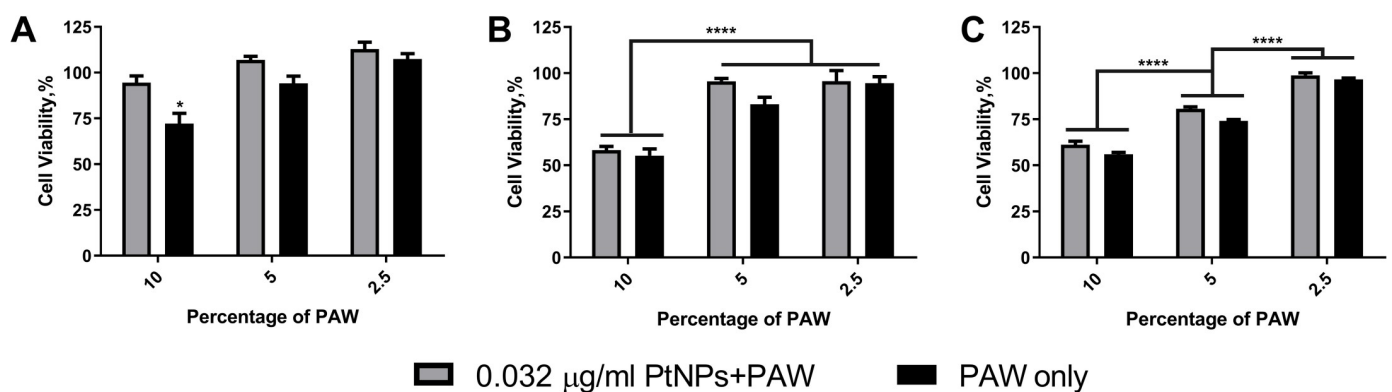 A
125
100
75
50
25
0
Cell Viability,%
*
10
5
2.5
Percentage of PAW
B
125
100
75
50
25
0
Cell Viability,%
****
10
5
2.5
Percentage of PAW
C
125
100
75
50
25
0
Cell Viability,%
****
****
10
5
2.5
Percentage of PAW
0.032 μg/ml PtNPs+PAW
PAW only